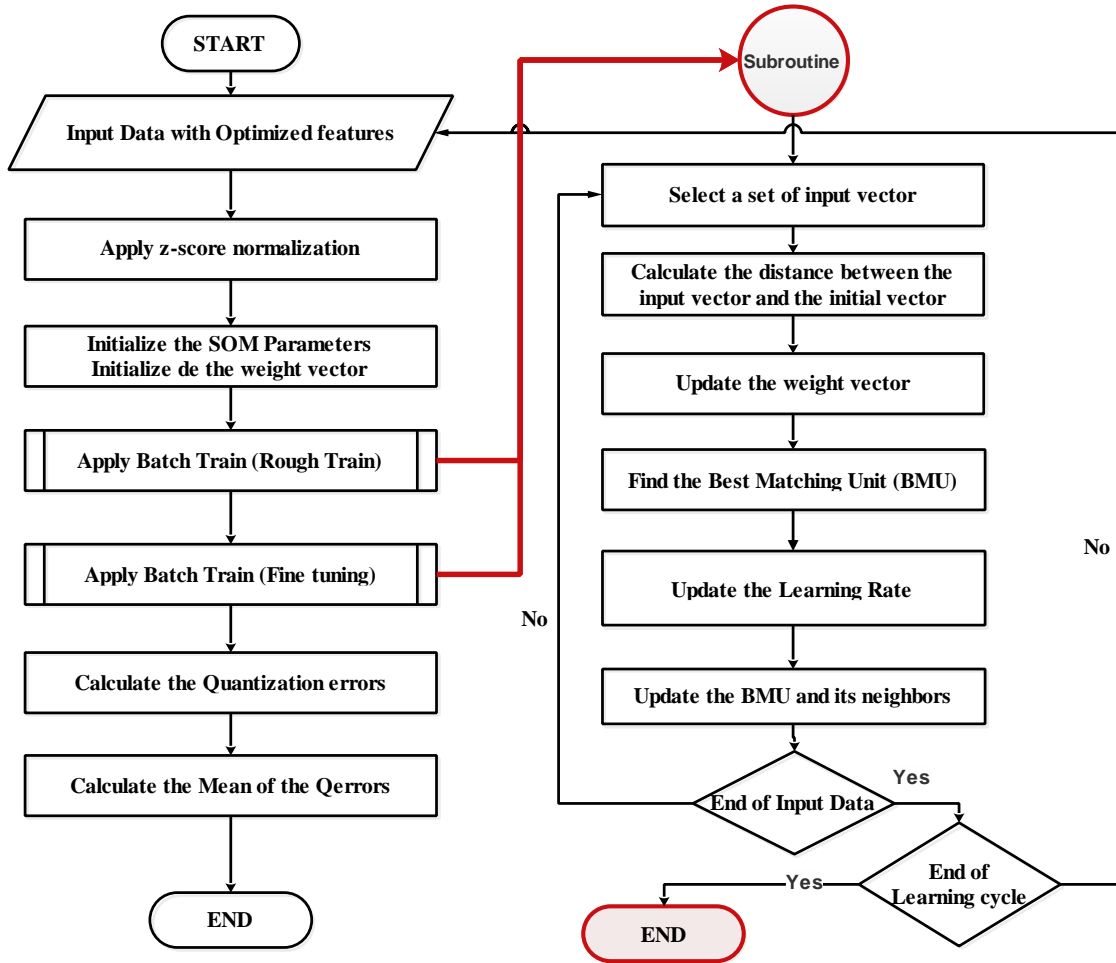 START
Input Data with Optimized features
Apply z-score normalization
Initialize the SOM Parameters
Initialize de the weight vector
Apply Batch Train (Rough Train)
Apply Batch Train (Fine tuning)
Calculate the Quantization errors
Calculate the Mean of the Qerrors
END
Subroutine
Select a set of input vector
Calculate the distance between the
input vector and the initial vector
Update the weight vector
Find the Best Matching Unit (BMU)
Update the Learning Rate
Update the BMU and its neighbors
End of Input Data
No
Yes
End of
Learning cycle
No
Yes
END